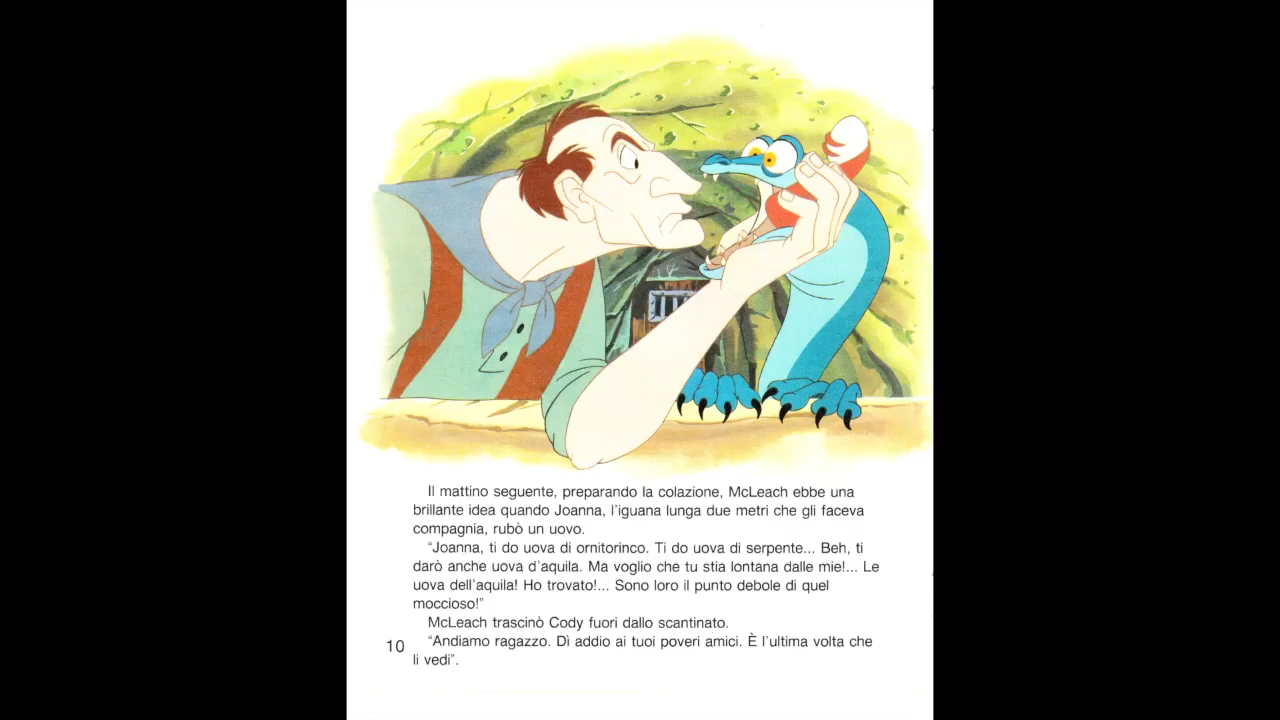 Il mattino seguente, preparando la colazione, McLeach ebbe una
brillante idea quando Joanna, l'iguana lunga due metri che gli faceva
compagnia, rubò un uovo.
"Joanna, ti do uova di ornitorinco. Ti do uova di serpente... Beh, ti
darò anche uova d'aquila. Ma voglio che tu stia lontana dalle mie!... Le
uova dell'aquila! Ho trovato!... Sono loro il punto debole di quel
moccioso!"
McLeach trascinò Cody fuori dallo scantinato.
"Andiamo ragazzo. Dì addio ai tuoi poveri amici. È l'ultima volta che
li vedi".
10